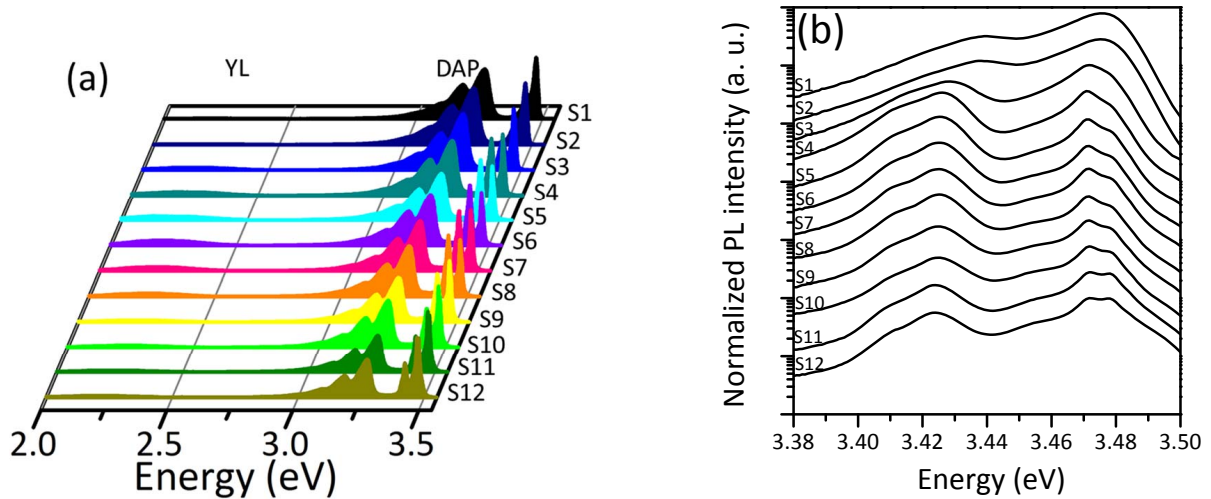 (a)
YL DAP
S1
S2
S3
S4
S5
S6
S7
S8
S9
S10
S11
S12
2.0 2.5 3.0 3.5
Energy (eV)
(b)
Normalized PL intensity (a. u.)
S1
S2
S3
S4
S5
S6
S7
S8
S9
S10
S11
S12
3.38 3.40 3.42 3.44 3.46 3.48 3.50
Energy (eV)